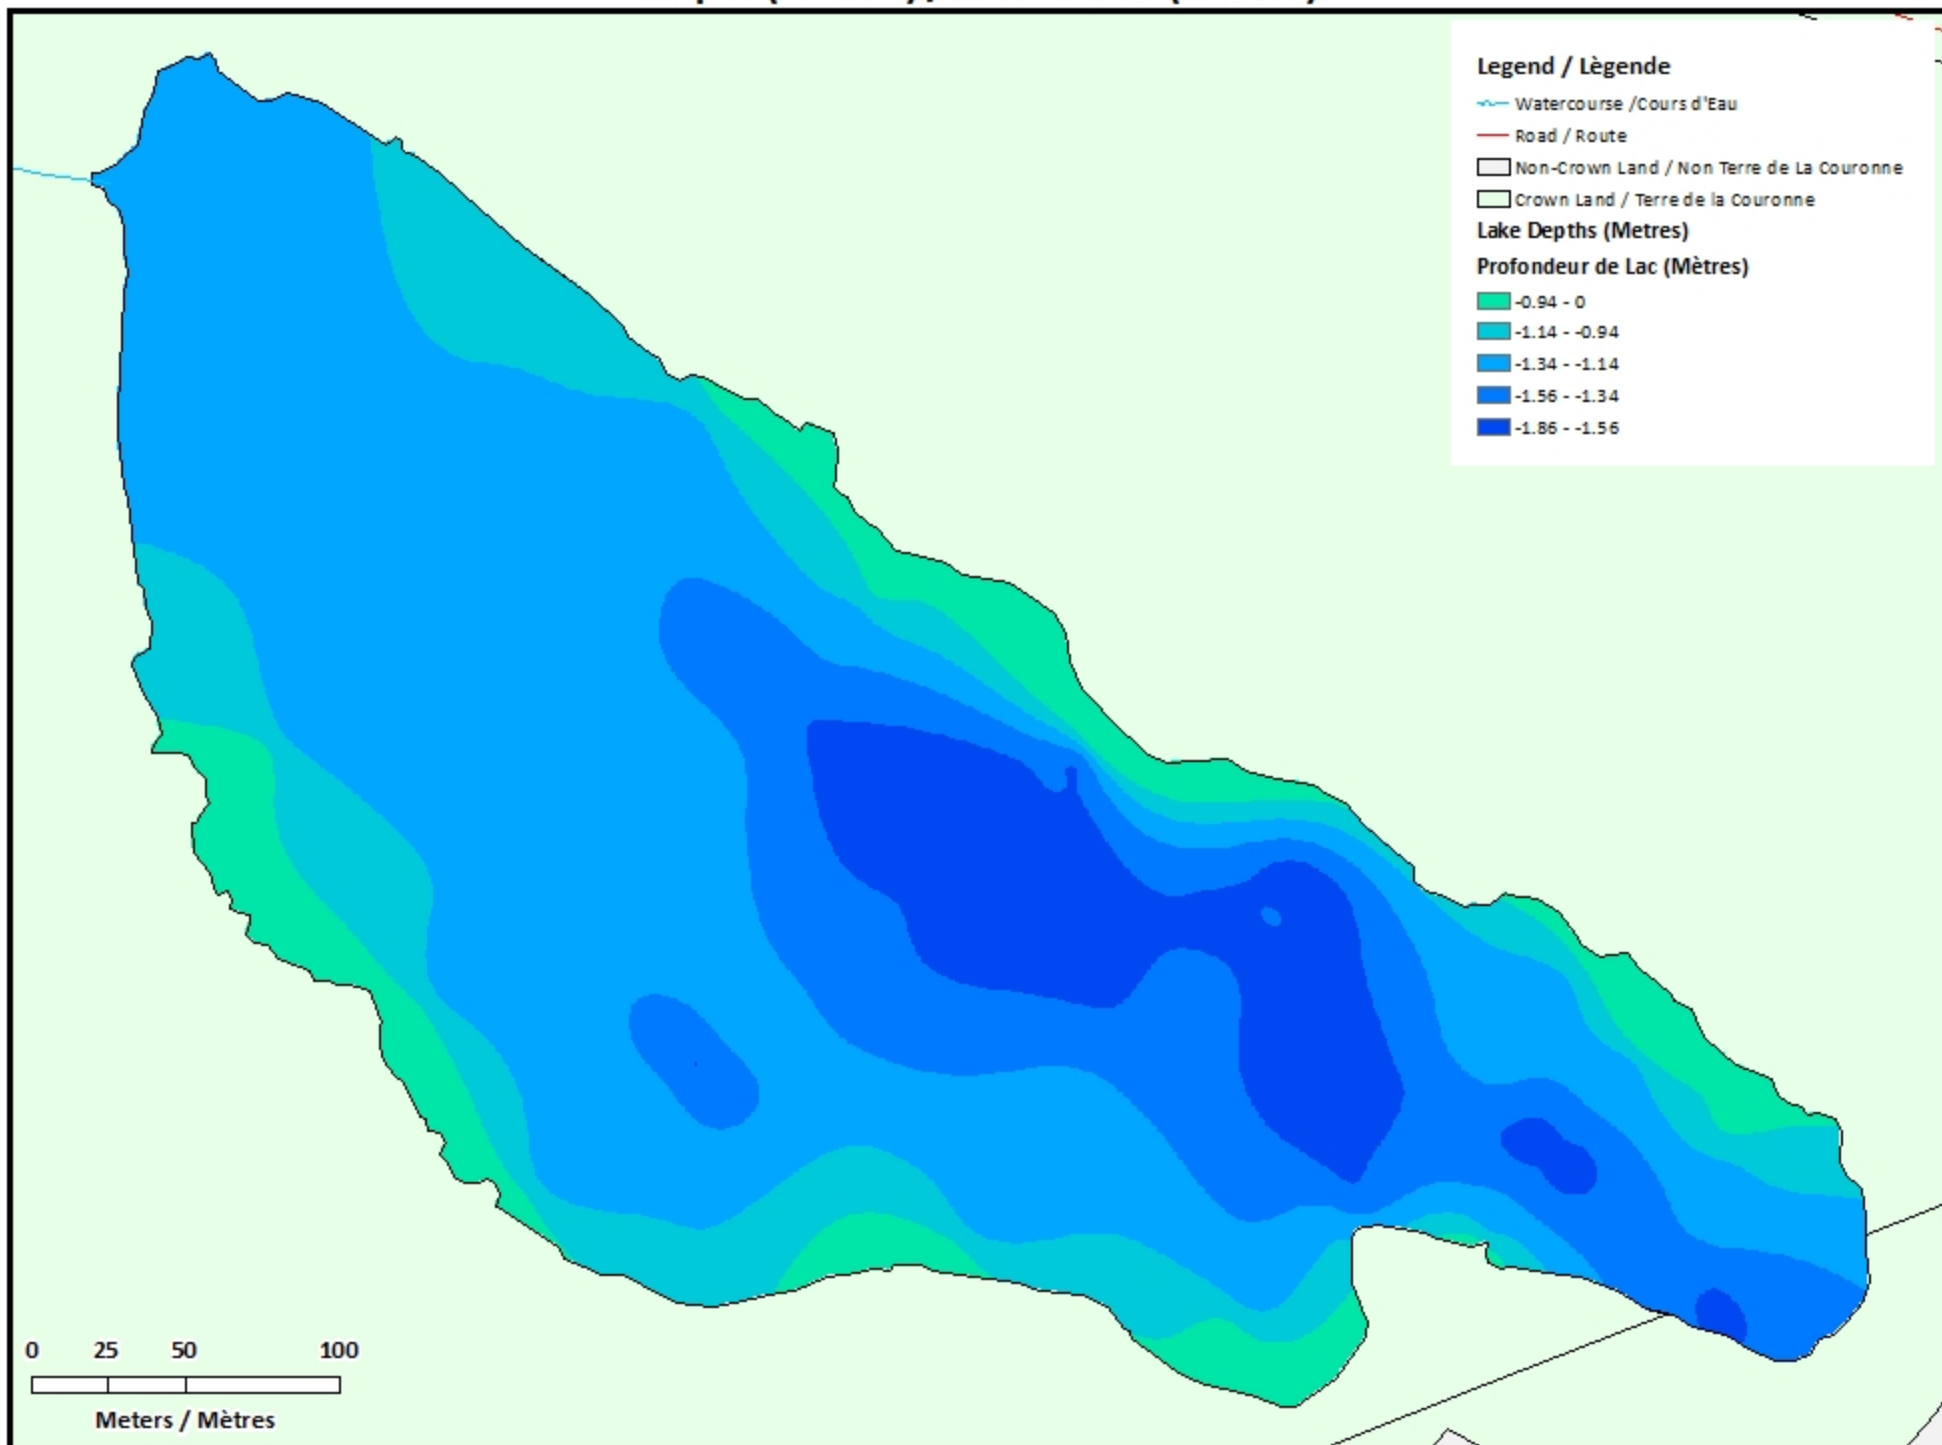 Legend / Lègende
Watercourse /Cours d'Eau
Road / Route
Non-Crown Land / Non Terre de La Couronne
Crown Land / Terre de la Couronne
Lake Depths (Metres)
Profondeur de Lac (Mètres)
-0.94 - 0
-1.14 - -0.94
-1.34 - -1.14
-1.56 - -1.34
-1.86 - -1.56
0 25 50 100
Meters / Mètres